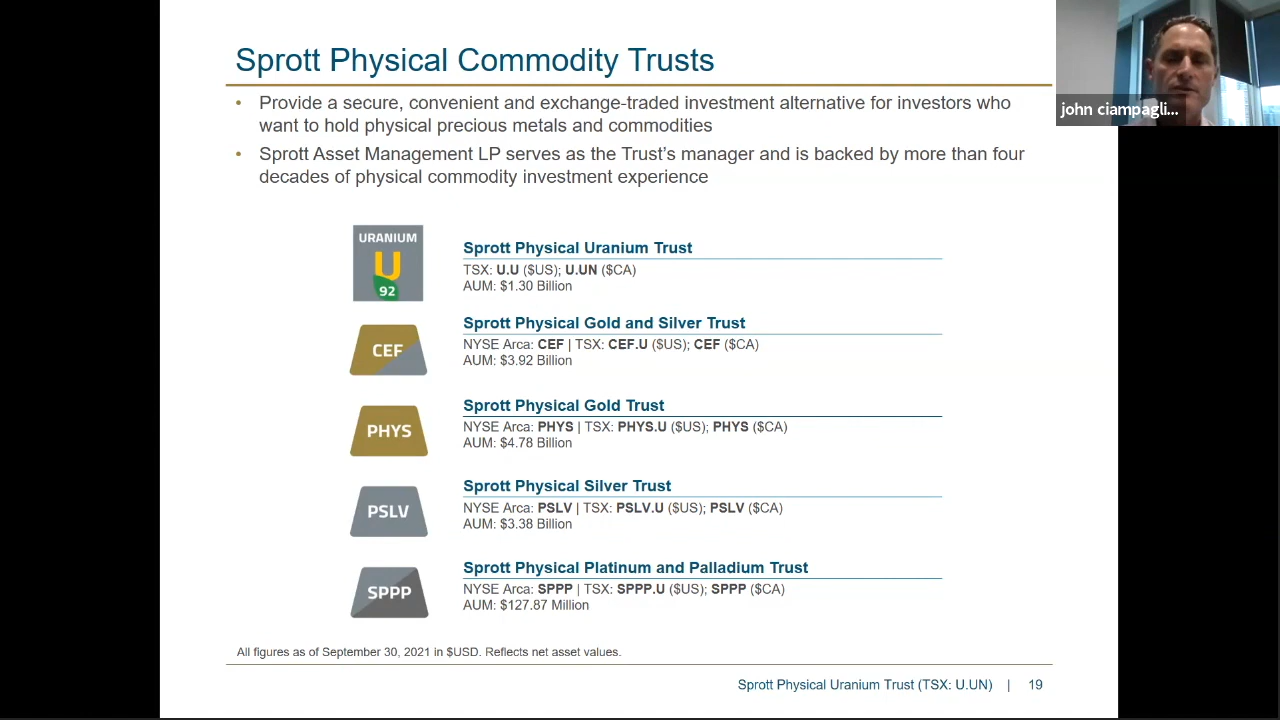 Sprott Physical Commodity Trusts
• Provide a secure, convenient and exchange-traded investment alternative for investors who
want to hold physical precious metals and commodities
• Sprott Asset Management LP serves as the Trust's manager and is backed by more than four
decades of physical commodity investment experience
john ciampagli...
URANIUM
U
92
Sprott Physical Uranium Trust
TSX: U.U ($US); U.UN ($CA)
AUM: $1.30 Billion
CEF
Sprott Physical Gold and Silver Trust
NYSE Arca: CEF | TSX: CEF.U ($US); CEF ($CA)
AUM: $3.92 Billion
PHYS
Sprott Physical Gold Trust
NYSE Arca: PHYS | TSX: PHYS.U ($US); PHYS ($CA)
AUM: $4.78 Billion
PSLV
Sprott Physical Silver Trust
NYSE Arca: PSLV | TSX: PSLV.U ($US); PSLV ($CA)
AUM: $3.38 Billion
SPPP
Sprott Physical Platinum and Palladium Trust
NYSE Arca: SPPP | TSX: SPPP.U ($US); SPPP ($CA)
AUM: $127.87 Million
All figures as of September 30, 2021 in $USD. Reflects net asset values.
Sprott Physical Uranium Trust (TSX: U.UN) | 19